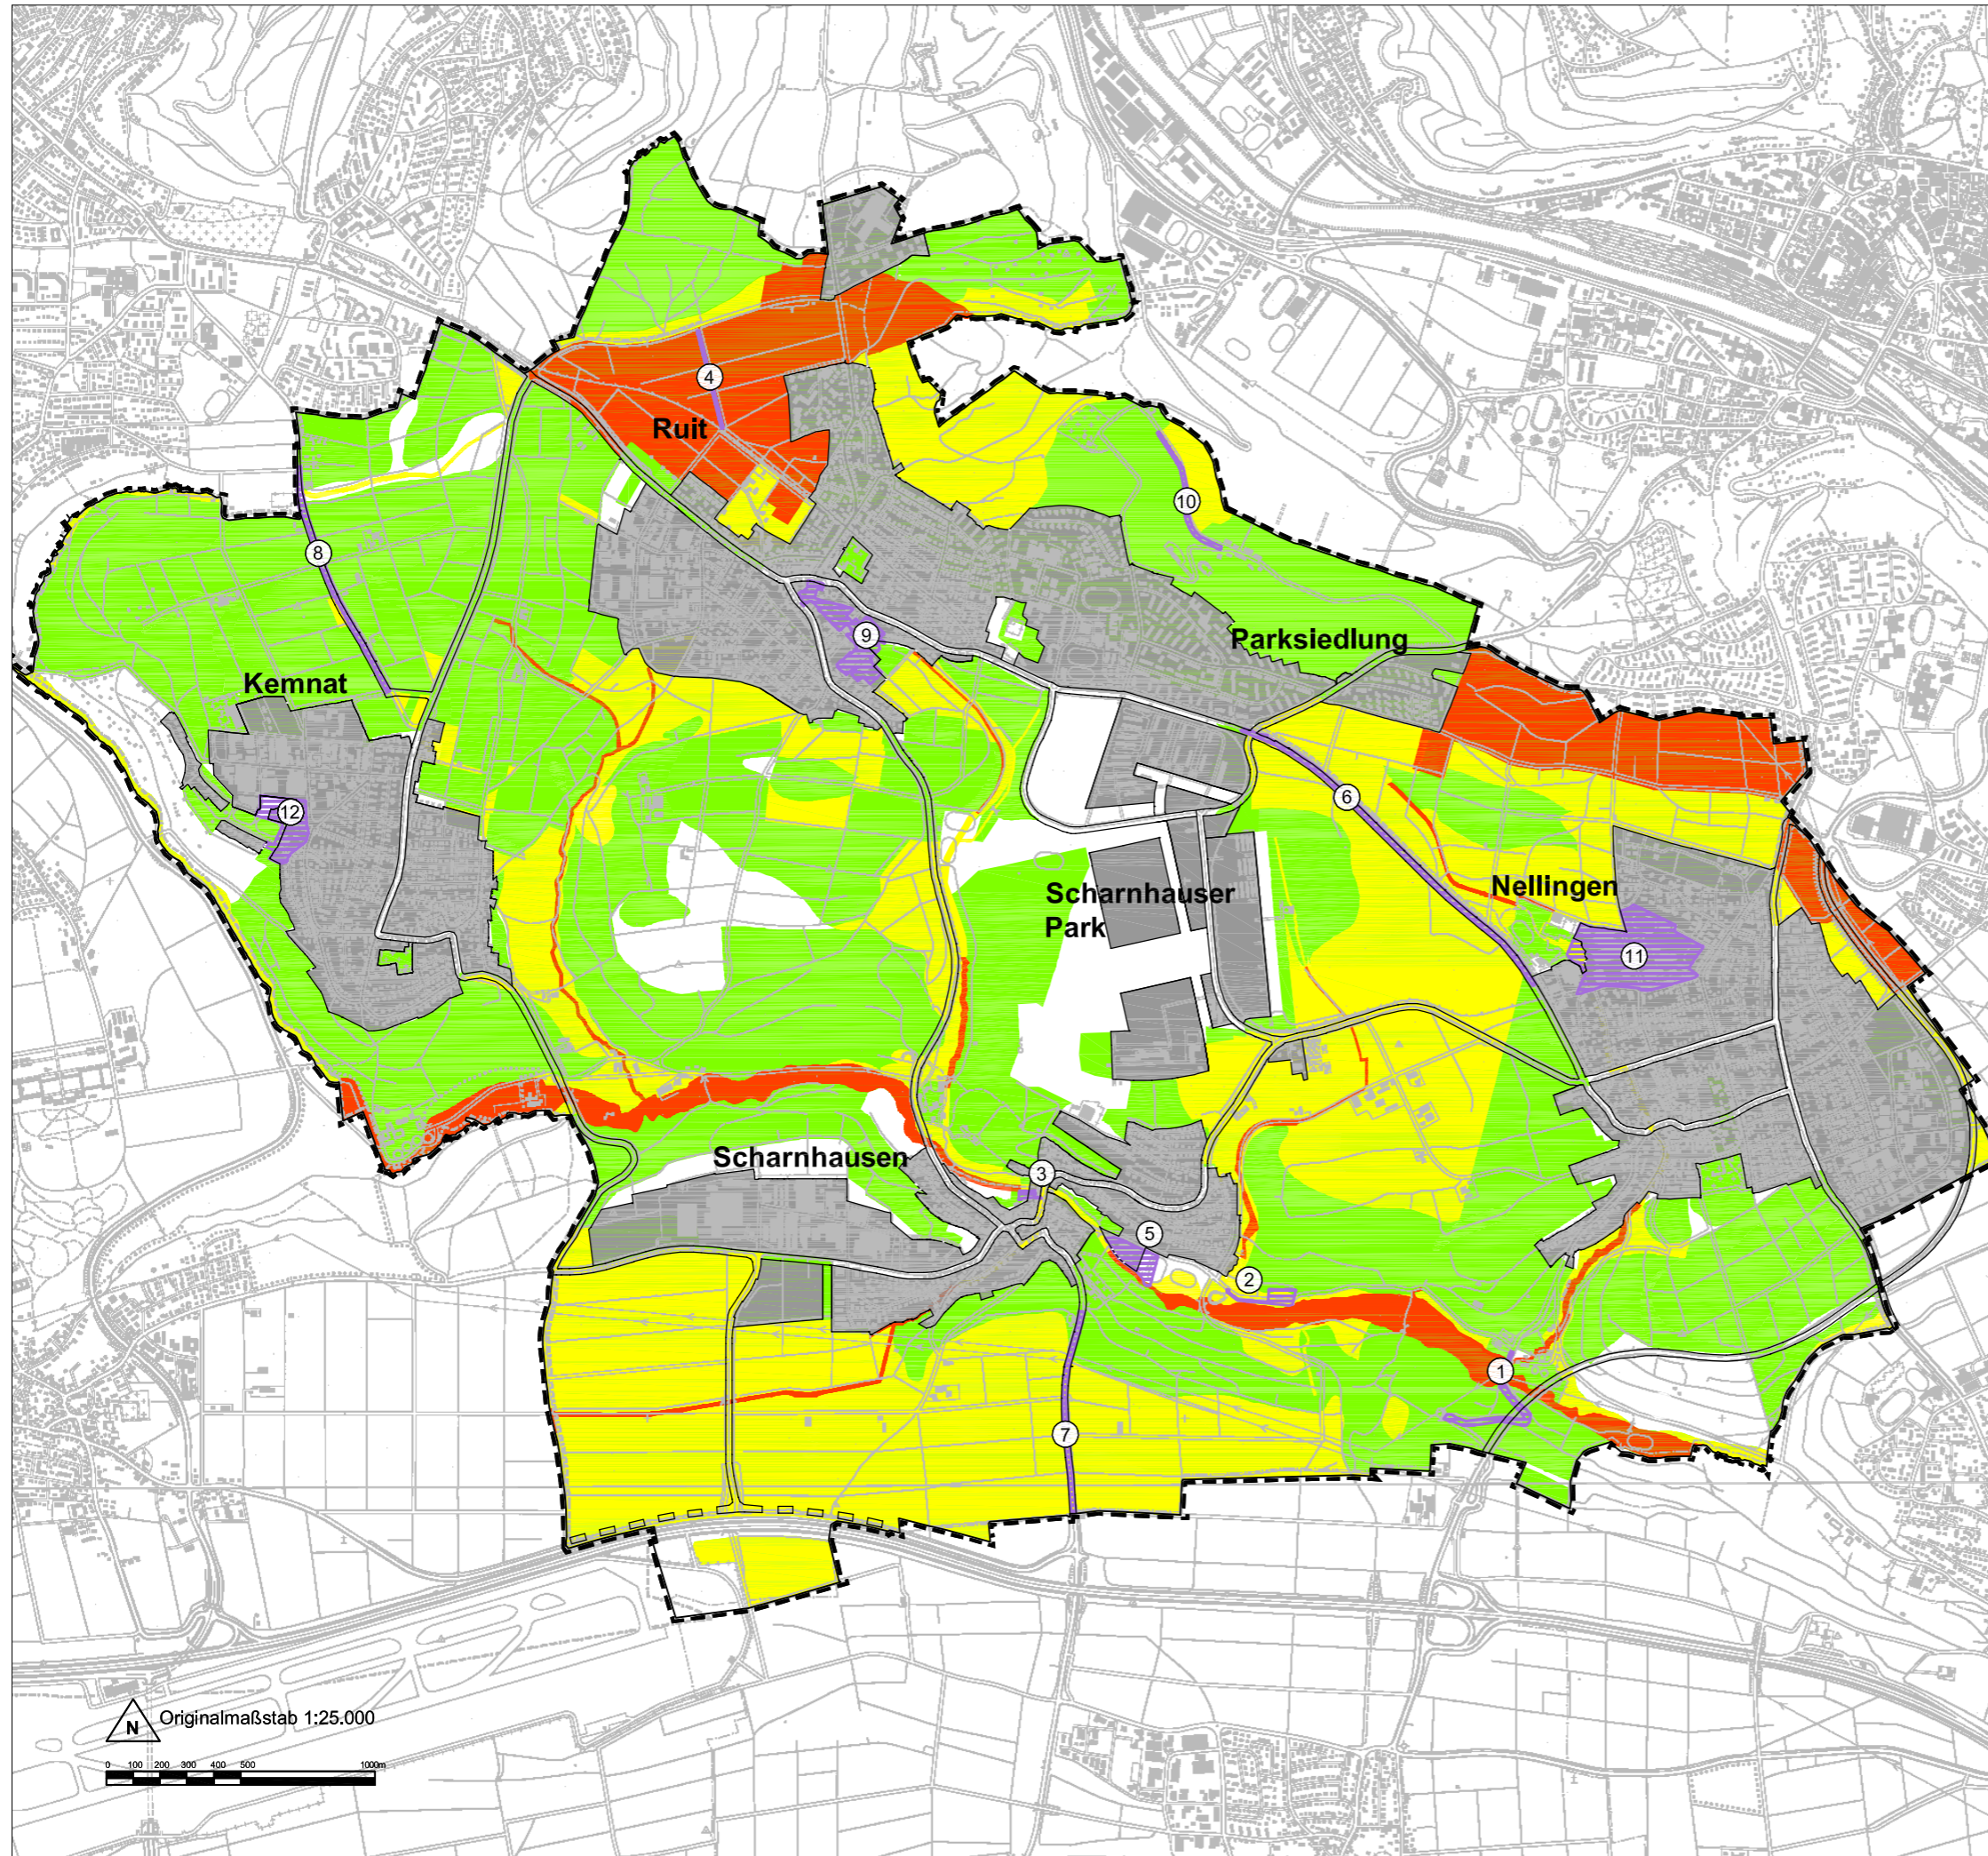 4
Ruit
10
8
9
Parksiedlung
Kemnat
6
12
Scharnhauser
Park
Nellingen
11
Scharnhausen
3
5
2
1
7
N
Originalmaßstab 1:25.000
0 100 200 300 400 500 1000m